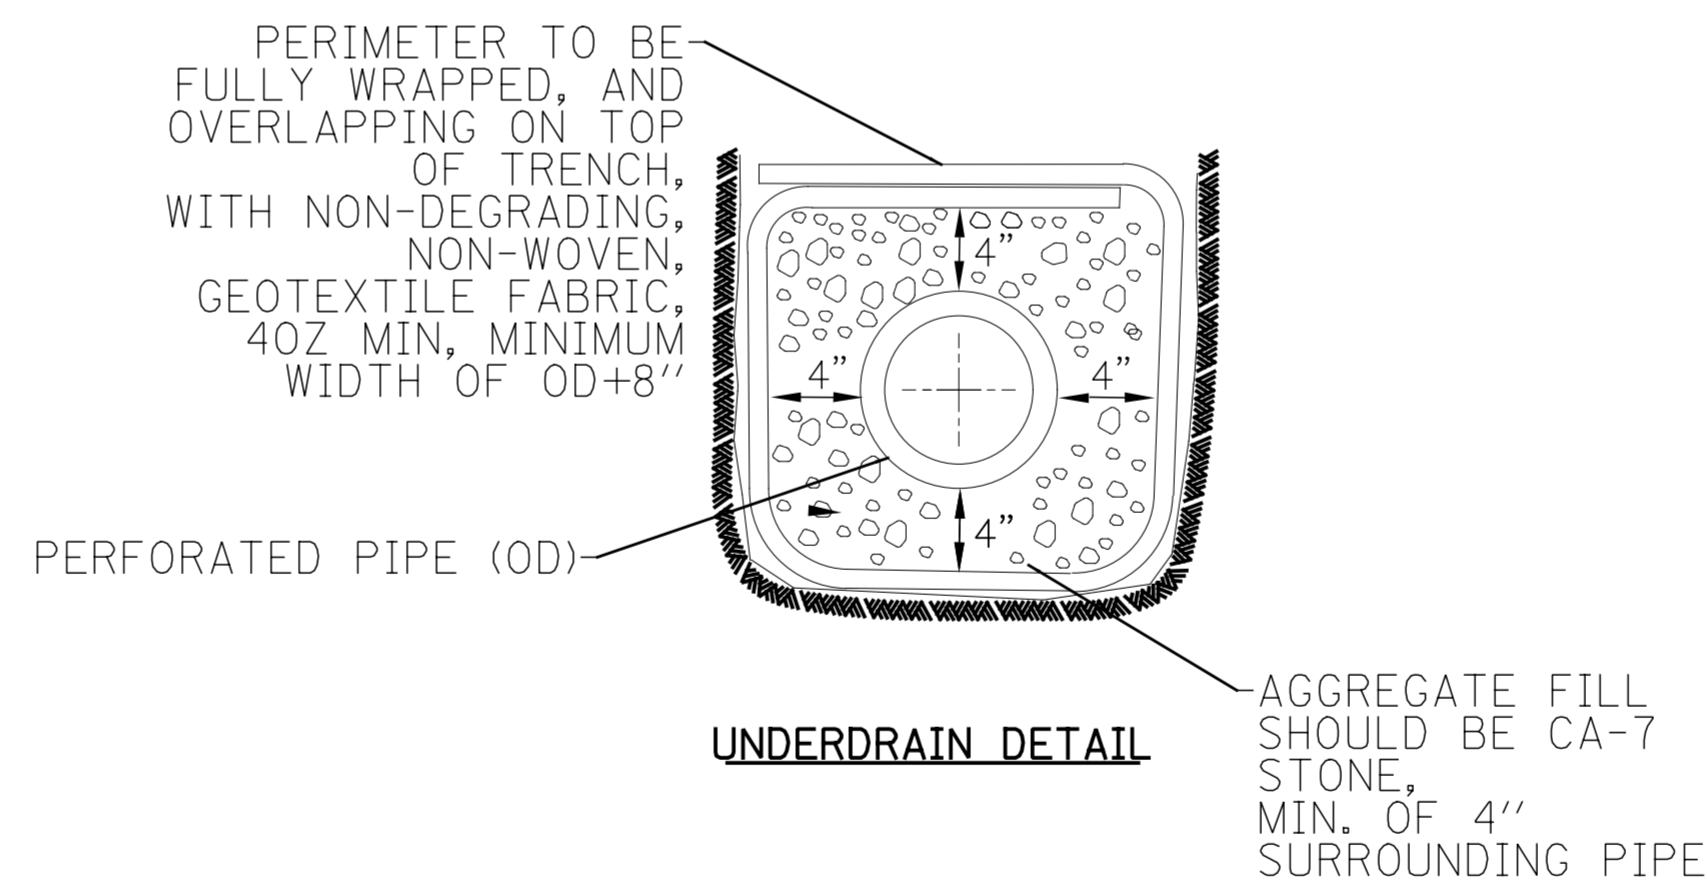 PERIMETER TO BE
FULLY WRAPPED, AND
OVERLAPPING ON TOP
OF TRENCH,
WITH NON-DEGRADING,
NON-WOVEN,
GEOTEXTILE FABRIC,
4OZ MIN, MINIMUM
WIDTH OF OD+8"
4"
4"
4"
4"
PERFORATED PIPE (OD)
UNDERDRAIN DETAIL
AGGREGATE FILL
SHOULD BE CA-7
STONE,
MIN. OF 4"
SURROUNDING PIPE